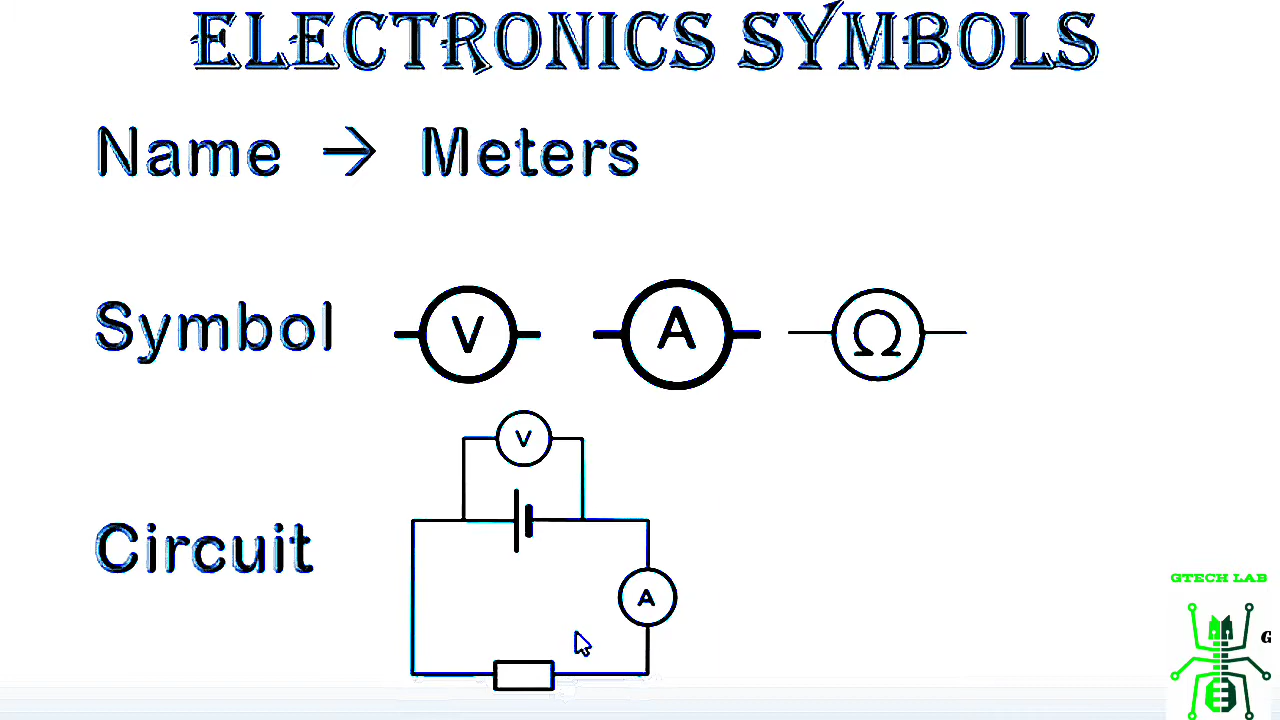 ELECTRONICS SYMBOLS
Name → Meters
Symbol V A Ω
V
Circuit
A
GTECH LAB
G